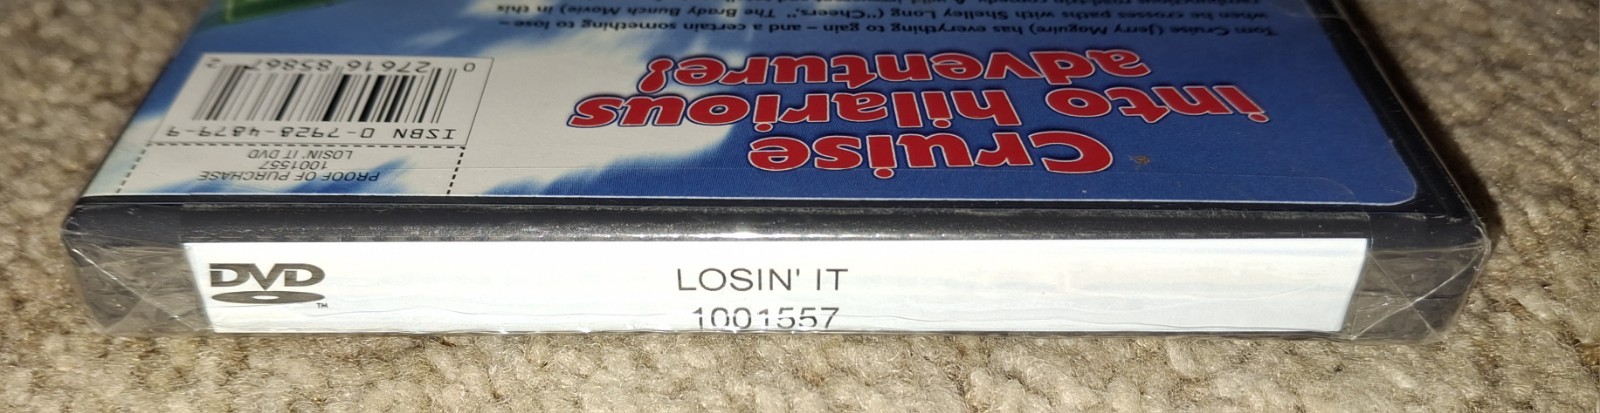 DVD
™
LOSIN' IT
1001557
Cruise
into hilarious
adventure!
Tom Cruise (Jerry Maguire) has everything to gain – and a certain something to lose –
when he crosses paths with Shelley Long ("Cheers," The Brady Bunch Movie) in this
PROOF OF PURCHASE
1001557
LOSIN' IT DVD
ISBN 0-7928-4879-9
0 27616 85867 2